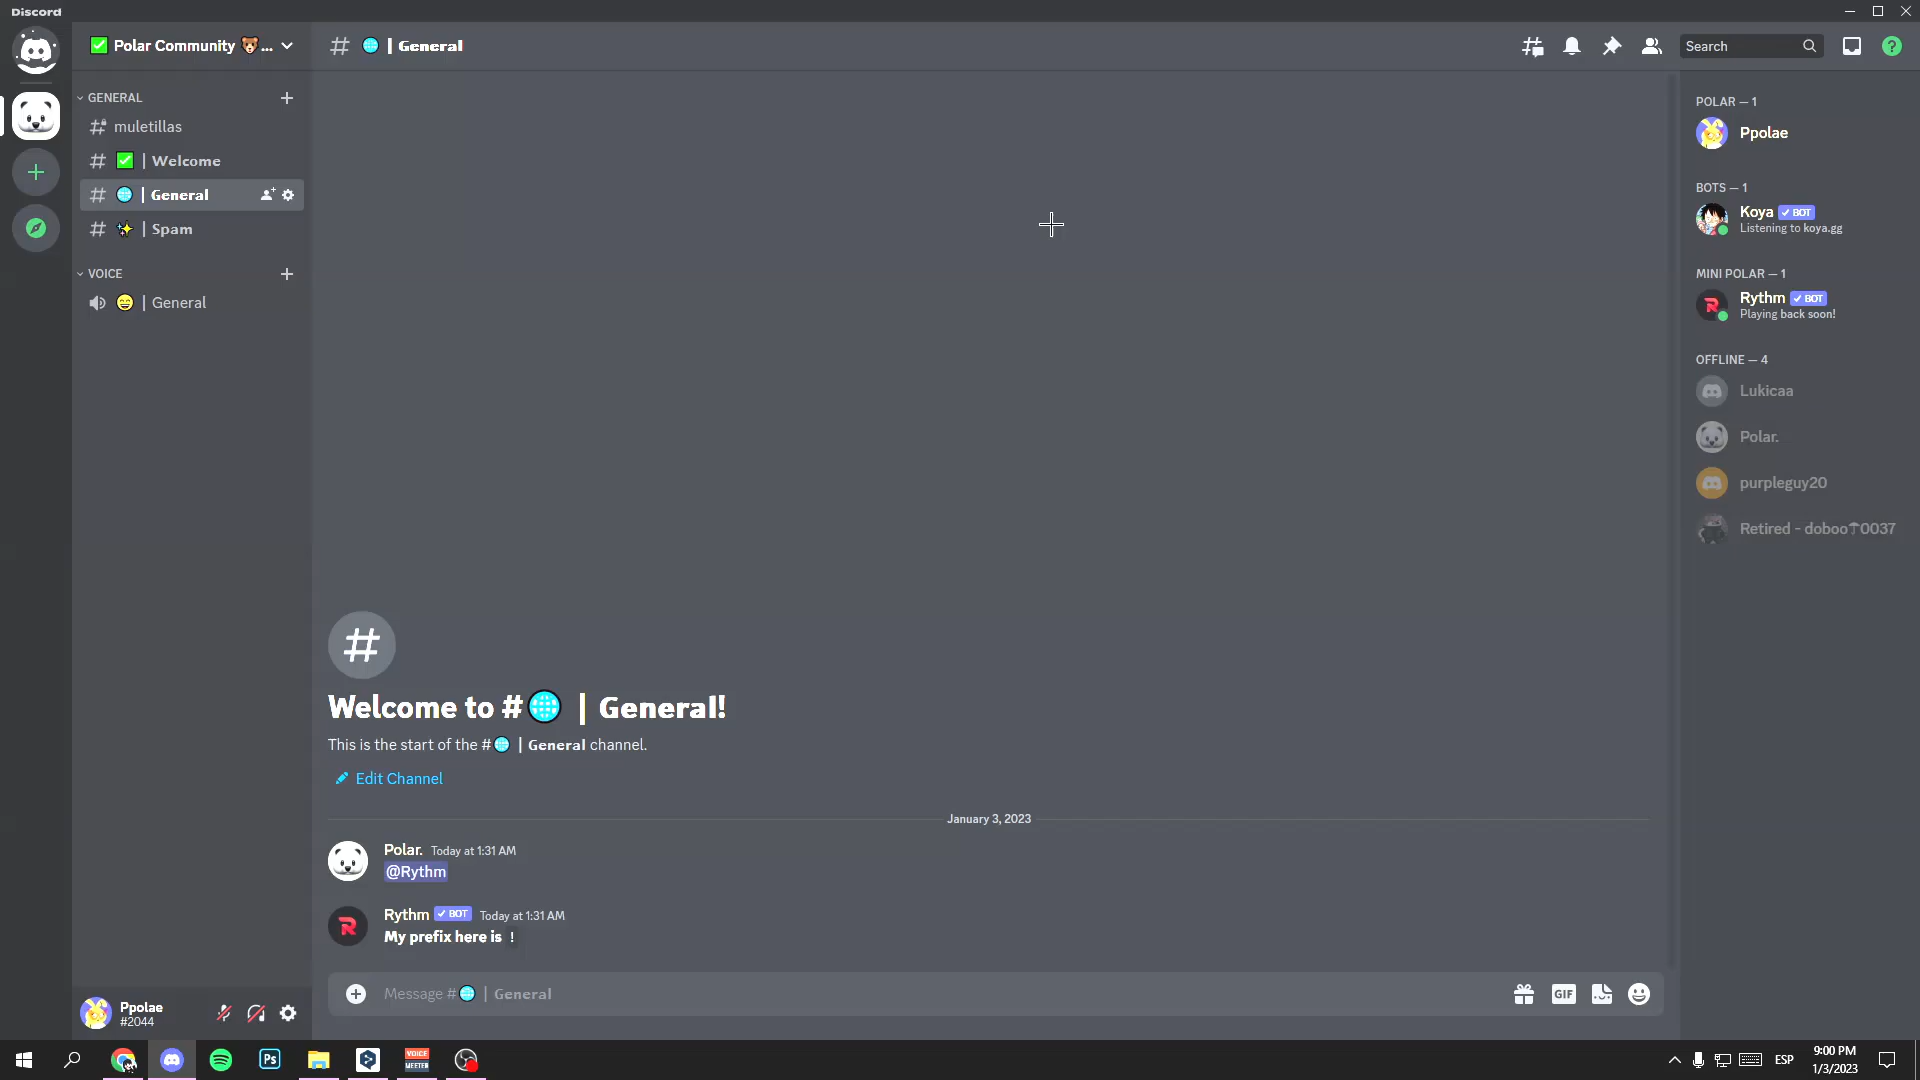 Discord
Polar Community 🐻...
GENERAL
muletillas
✅ | Welcome
🌐 | General
✨ | Spam
VOICE
😄 | General
Ppolae
#2044
🌐 | General
Search
Welcome to #🌐 | General!
This is the start of the #🌐 | General channel.
Edit Channel
January 3, 2023
Polar. Today at 1:31 AM
@Rythm
Rythm BOT Today at 1:31 AM
My prefix here is !
Message #🌐 | General
GIF
POLAR — 1
Ppolae
BOTS — 1
Koya BOT
Listening to koya.gg
MINI POLAR — 1
Rythm BOT
Playing back soon!
OFFLINE — 4
Lukicaa
Polar.
purpleguy20
Retired - doboo☂0037
Ps
VOICE
MEETER
ESP
9:00 PM
1/3/2023